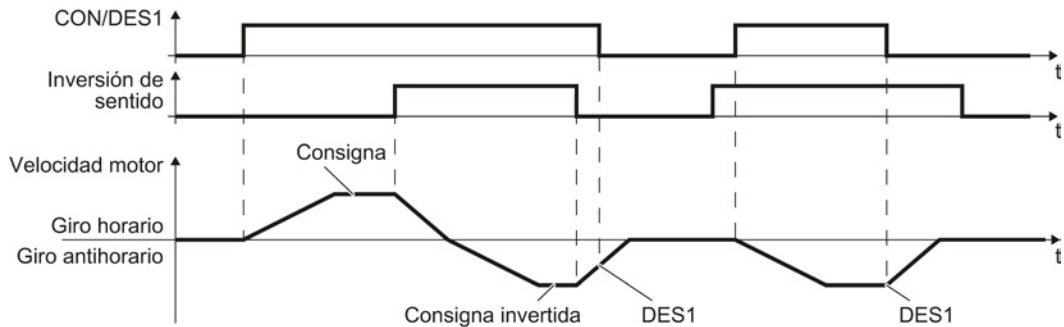 CON/DES1
t
Inversión de
sentido
t
Velocidad motor
Consigna
Giro horario
Giro antihorario
t
Consigna invertida
DES1
DES1